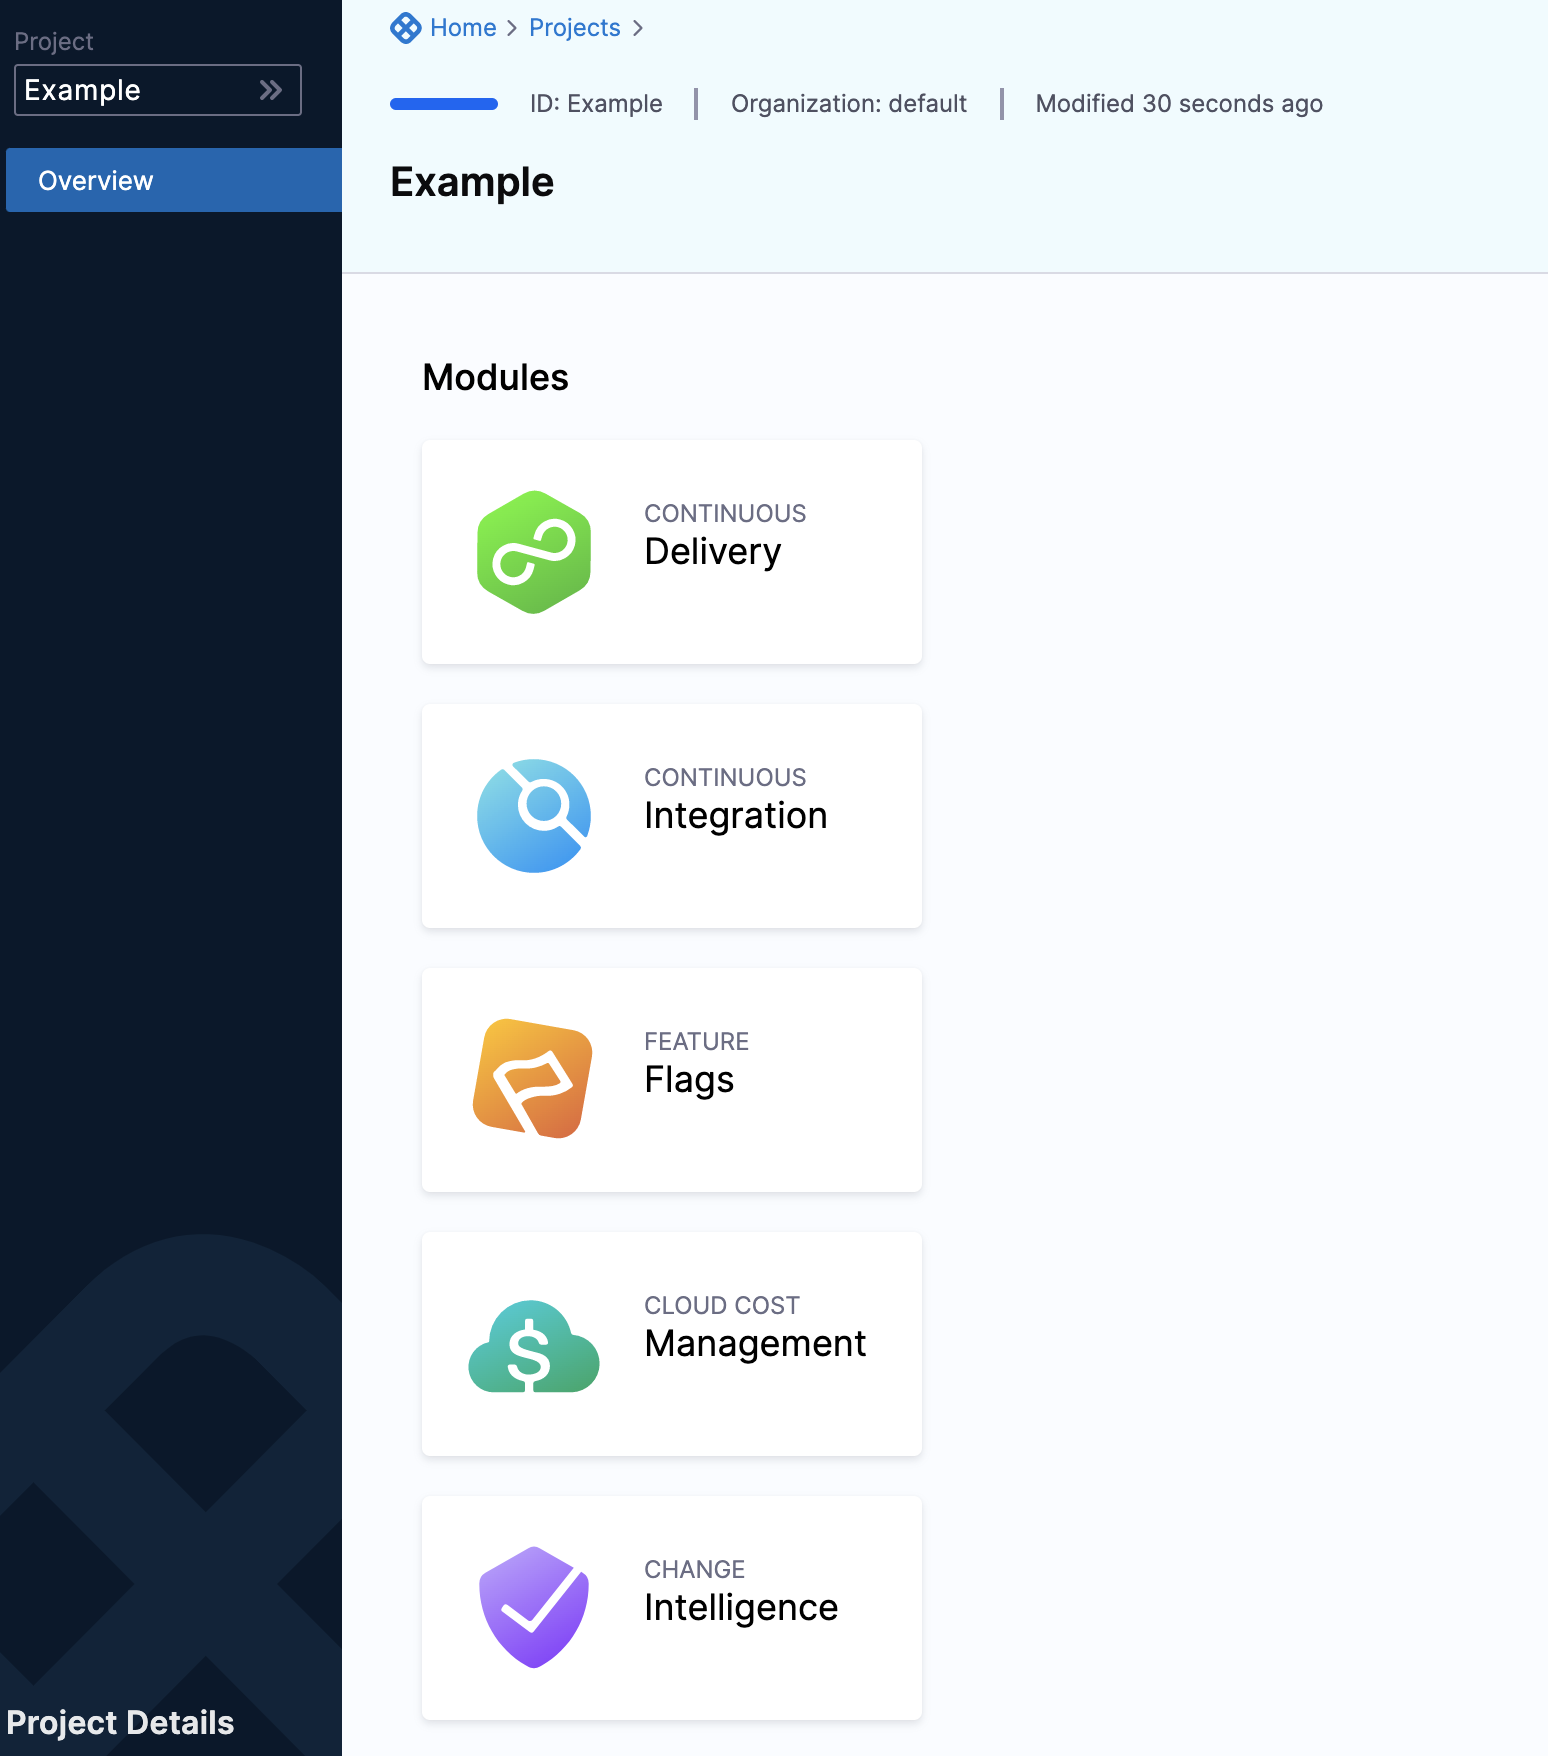 Project
Example
Overview
Project Details
Home > Projects >
ID: Example | Organization: default | Modified 30 seconds ago
Example
Modules
CONTINUOUS
Delivery
CONTINUOUS
Integration
FEATURE
Flags
CLOUD COST
Management
CHANGE
Intelligence